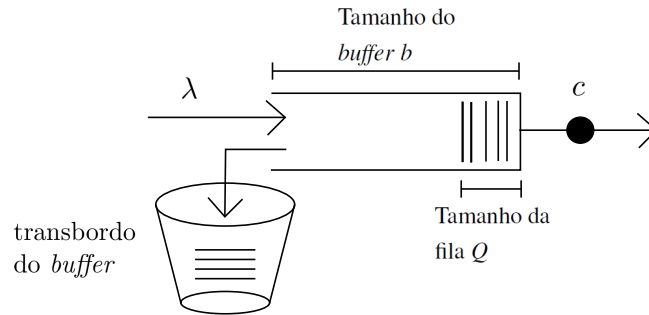 Tamanho do
buffer b
λ
c
Tamanho da
fila Q
transbordo
do buffer